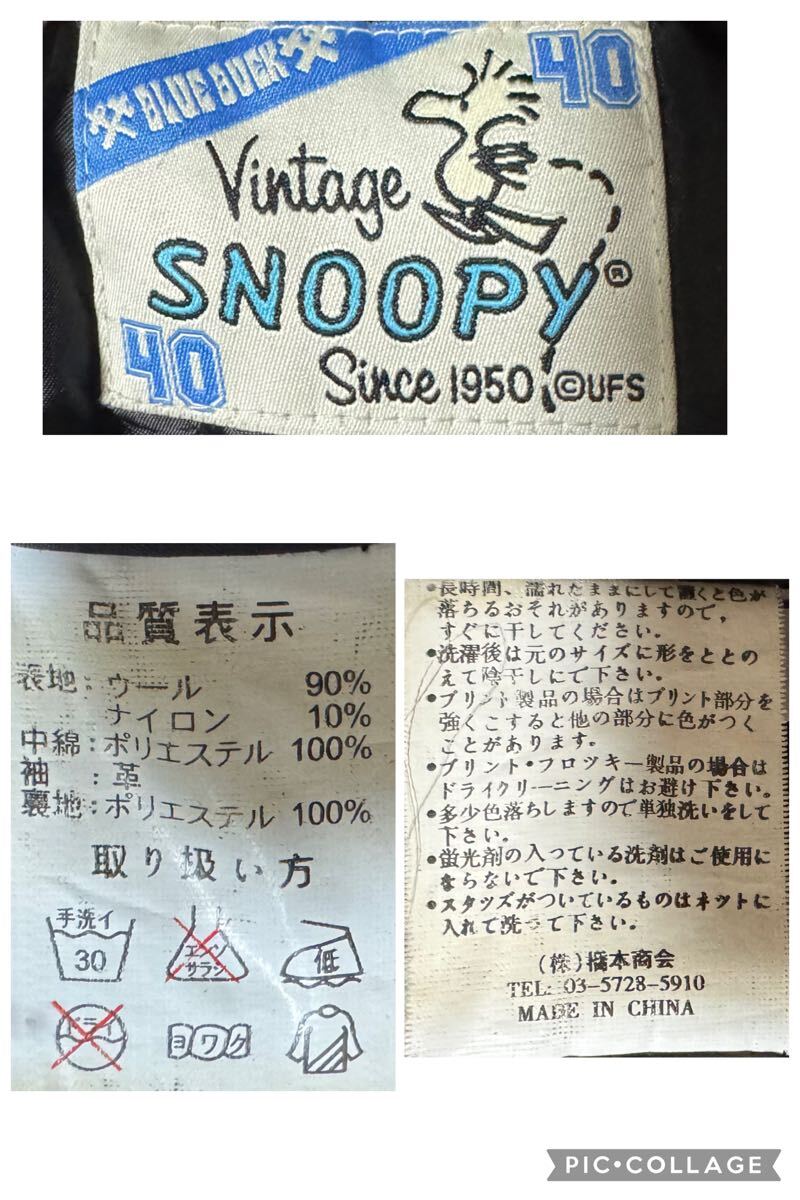 BLUE BUCK
40
Vintage
SNOOPY®
40
Since 1950 ©UFS
品質表示
表地:ウール 90%
ナイロン 10%
中綿:ポリエステル 100%
袖 :革
裏地:ポリエステル 100%
取り扱い方
手洗イ
30
エンソ
サラシ
低
ドライ
ヨワク
•長時間、濡れたままにして置くと色が
落ちるおそれがありますので,
すぐに干してください。
•洗濯後は元のサイズに形をととの
えて陰干しにで下さい。
•プリント製品の場合はプリント部分を
強くこすると他の部分に色がつく
ことがあります。
•プリント・フロッキー製品の場合は
ドライクリーニングはお避け下さい。
•多少色落ちしますので単独洗いをして
下さい。
•蛍光剤の入っている洗剤はご使用に
ならないで下さい。
•スタッズがついているものはネットに
入れて洗って下さい。
(株)橋本商会
TEL: 03-5728-5910
MADE IN CHINA
PIC•COLLAGE